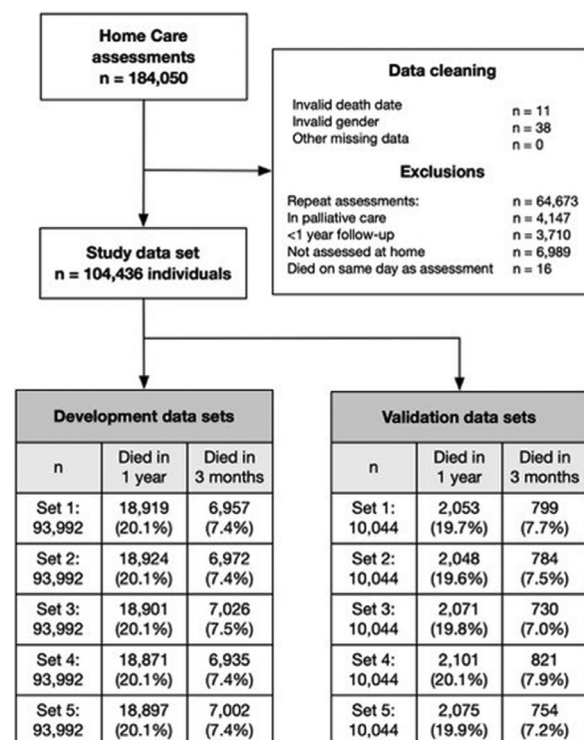 Home Care
assessments
n = 184,050
Data cleaning
Invalid death date n = 11
Invalid gender n = 38
Other missing data n = 0
Exclusions
Repeat assessments: n = 64,673
In palliative care n = 4,147
<1 year follow-up n = 3,710
Not assessed at home n = 6,989
Died on same day as assessment n = 16
Study data set
n = 104,436 individuals
Development data sets
n Died in 1 year Died in 3 months
Set 1: 93,992 18,919 (20.1%) 6,957 (7.4%)
Set 2: 93,992 18,924 (20.1%) 6,972 (7.4%)
Set 3: 93,992 18,901 (20.1%) 7,026 (7.5%)
Set 4: 93,992 18,871 (20.1%) 6,935 (7.4%)
Set 5: 93,992 18,897 (20.1%) 7,002 (7.4%)
Validation data sets
n Died in 1 year Died in 3 months
Set 1: 10,044 2,053 (19.7%) 799 (7.7%)
Set 2: 10,044 2,048 (19.6%) 784 (7.5%)
Set 3: 10,044 2,071 (19.8%) 730 (7.0%)
Set 4: 10,044 2,101 (20.1%) 821 (7.9%)
Set 5: 10,044 2,075 (19.9%) 754 (7.2%)